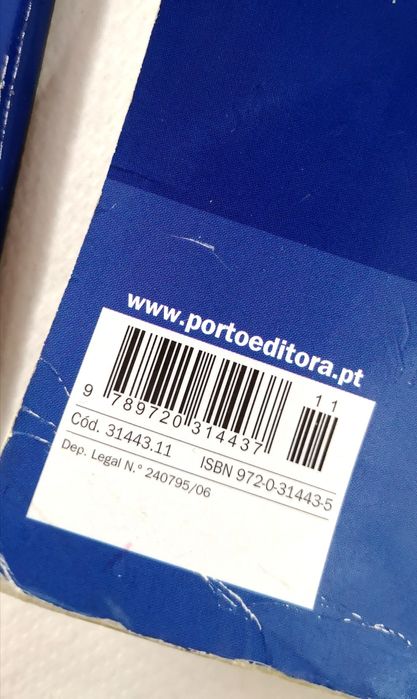 www.portoeditora.pt
11
9 789720 314437
Cód. 31443.11 ISBN 972-0-31443-5
Dep. Legal N.° 240795/06